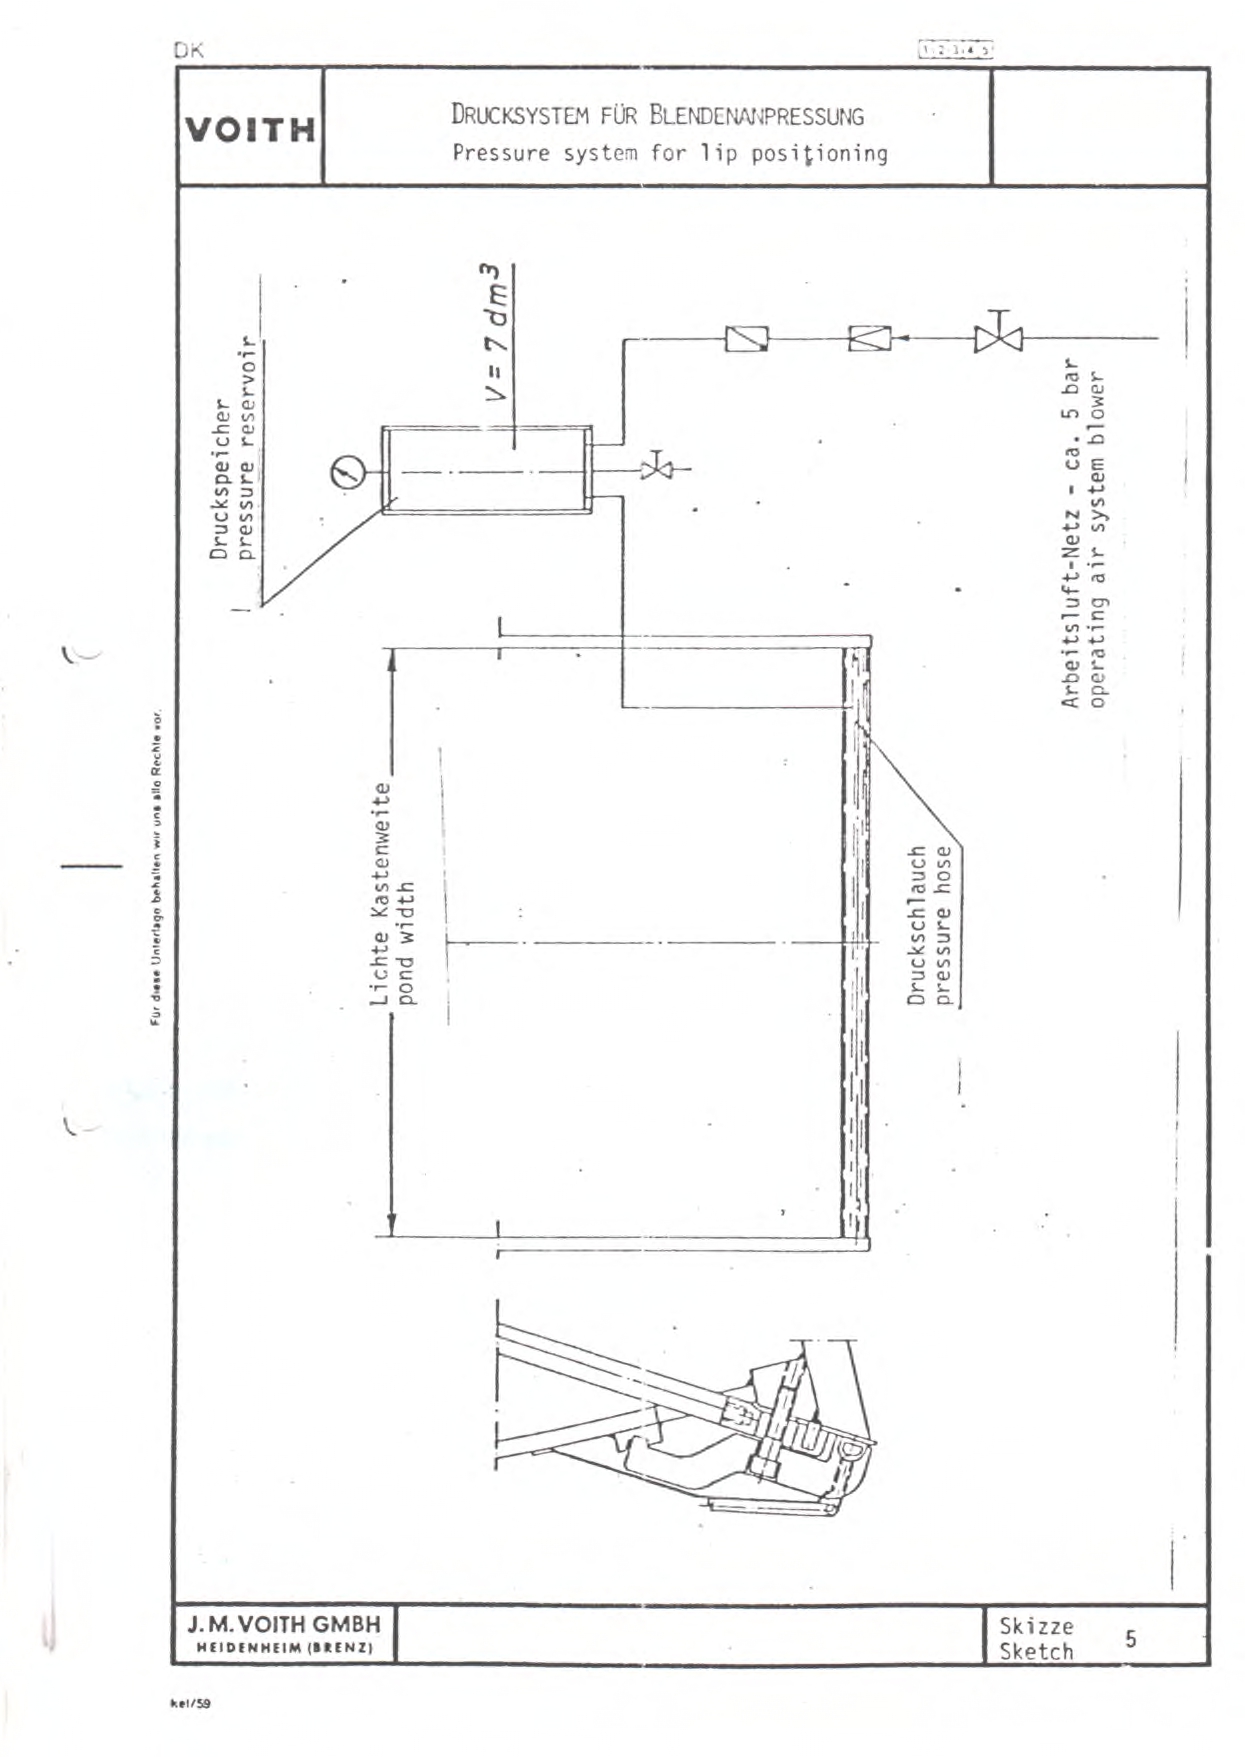 DK
1 2 3 4 5
VOITH
DRUCKSYSTEM FÜR BLENDENANPRESSUNG
Pressure system for lip positioning
Druckspeicher
pressure reservoir
V = 7 dm³
Arbeitsluft-Netz - ca. 5 bar
operating air system blower
Lichte Kastenweite
pond width
Druckschlauch
pressure hose
Für diese Unterlage behalten wir uns alle Rechte vor.
J.M. VOITH GMBH
HEIDENHEIM (BRENZ)
Skizze
Sketch
5
kel/59